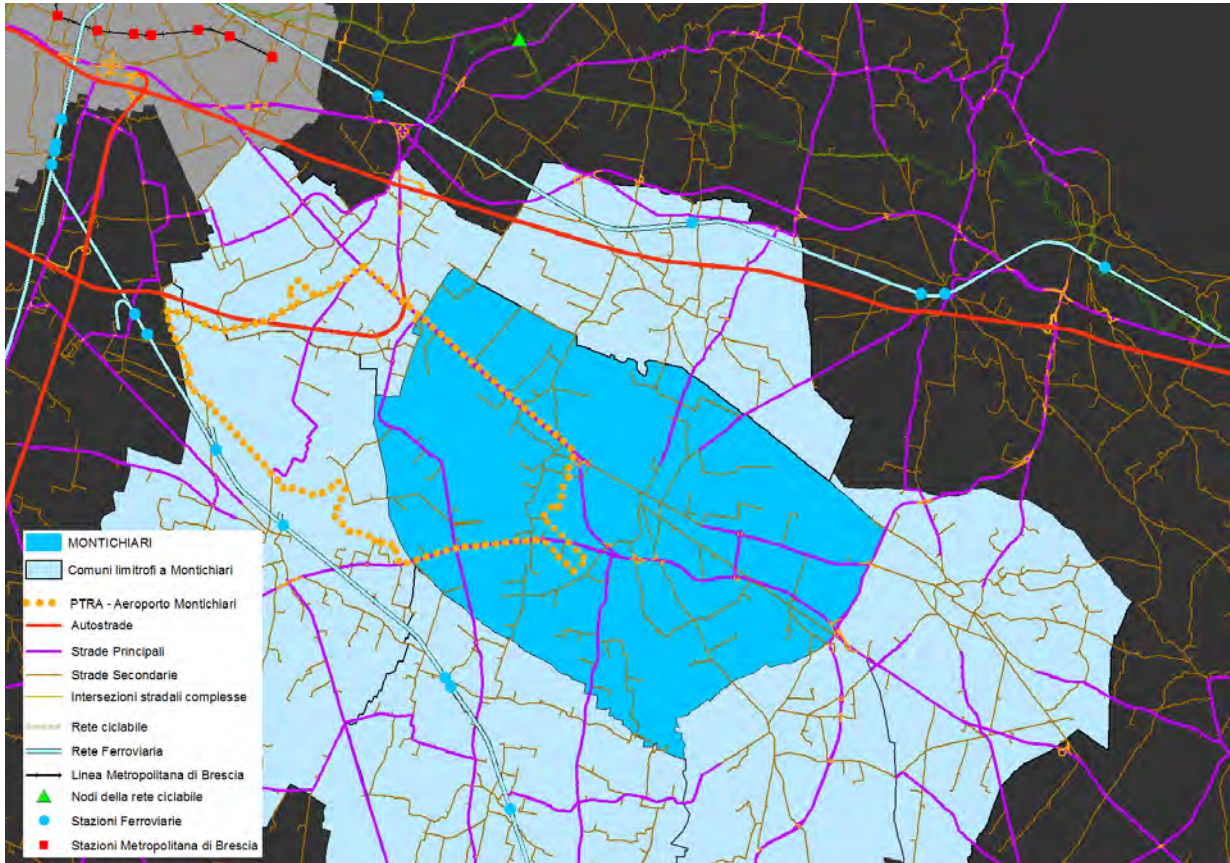 MONTICHIARI
Comuni limitrofi a Montichiari
PTRA - Aeroporto Montichiari
Autostrade
Strade Principali
Strade Secondarie
Intersezioni stradali complesse
Rete ciclabile
Rete Ferroviaria
Linea Metropolitana di Brescia
Nodi della rete ciclabile
Stazioni Ferroviarie
Stazioni Metropolitana di Brescia